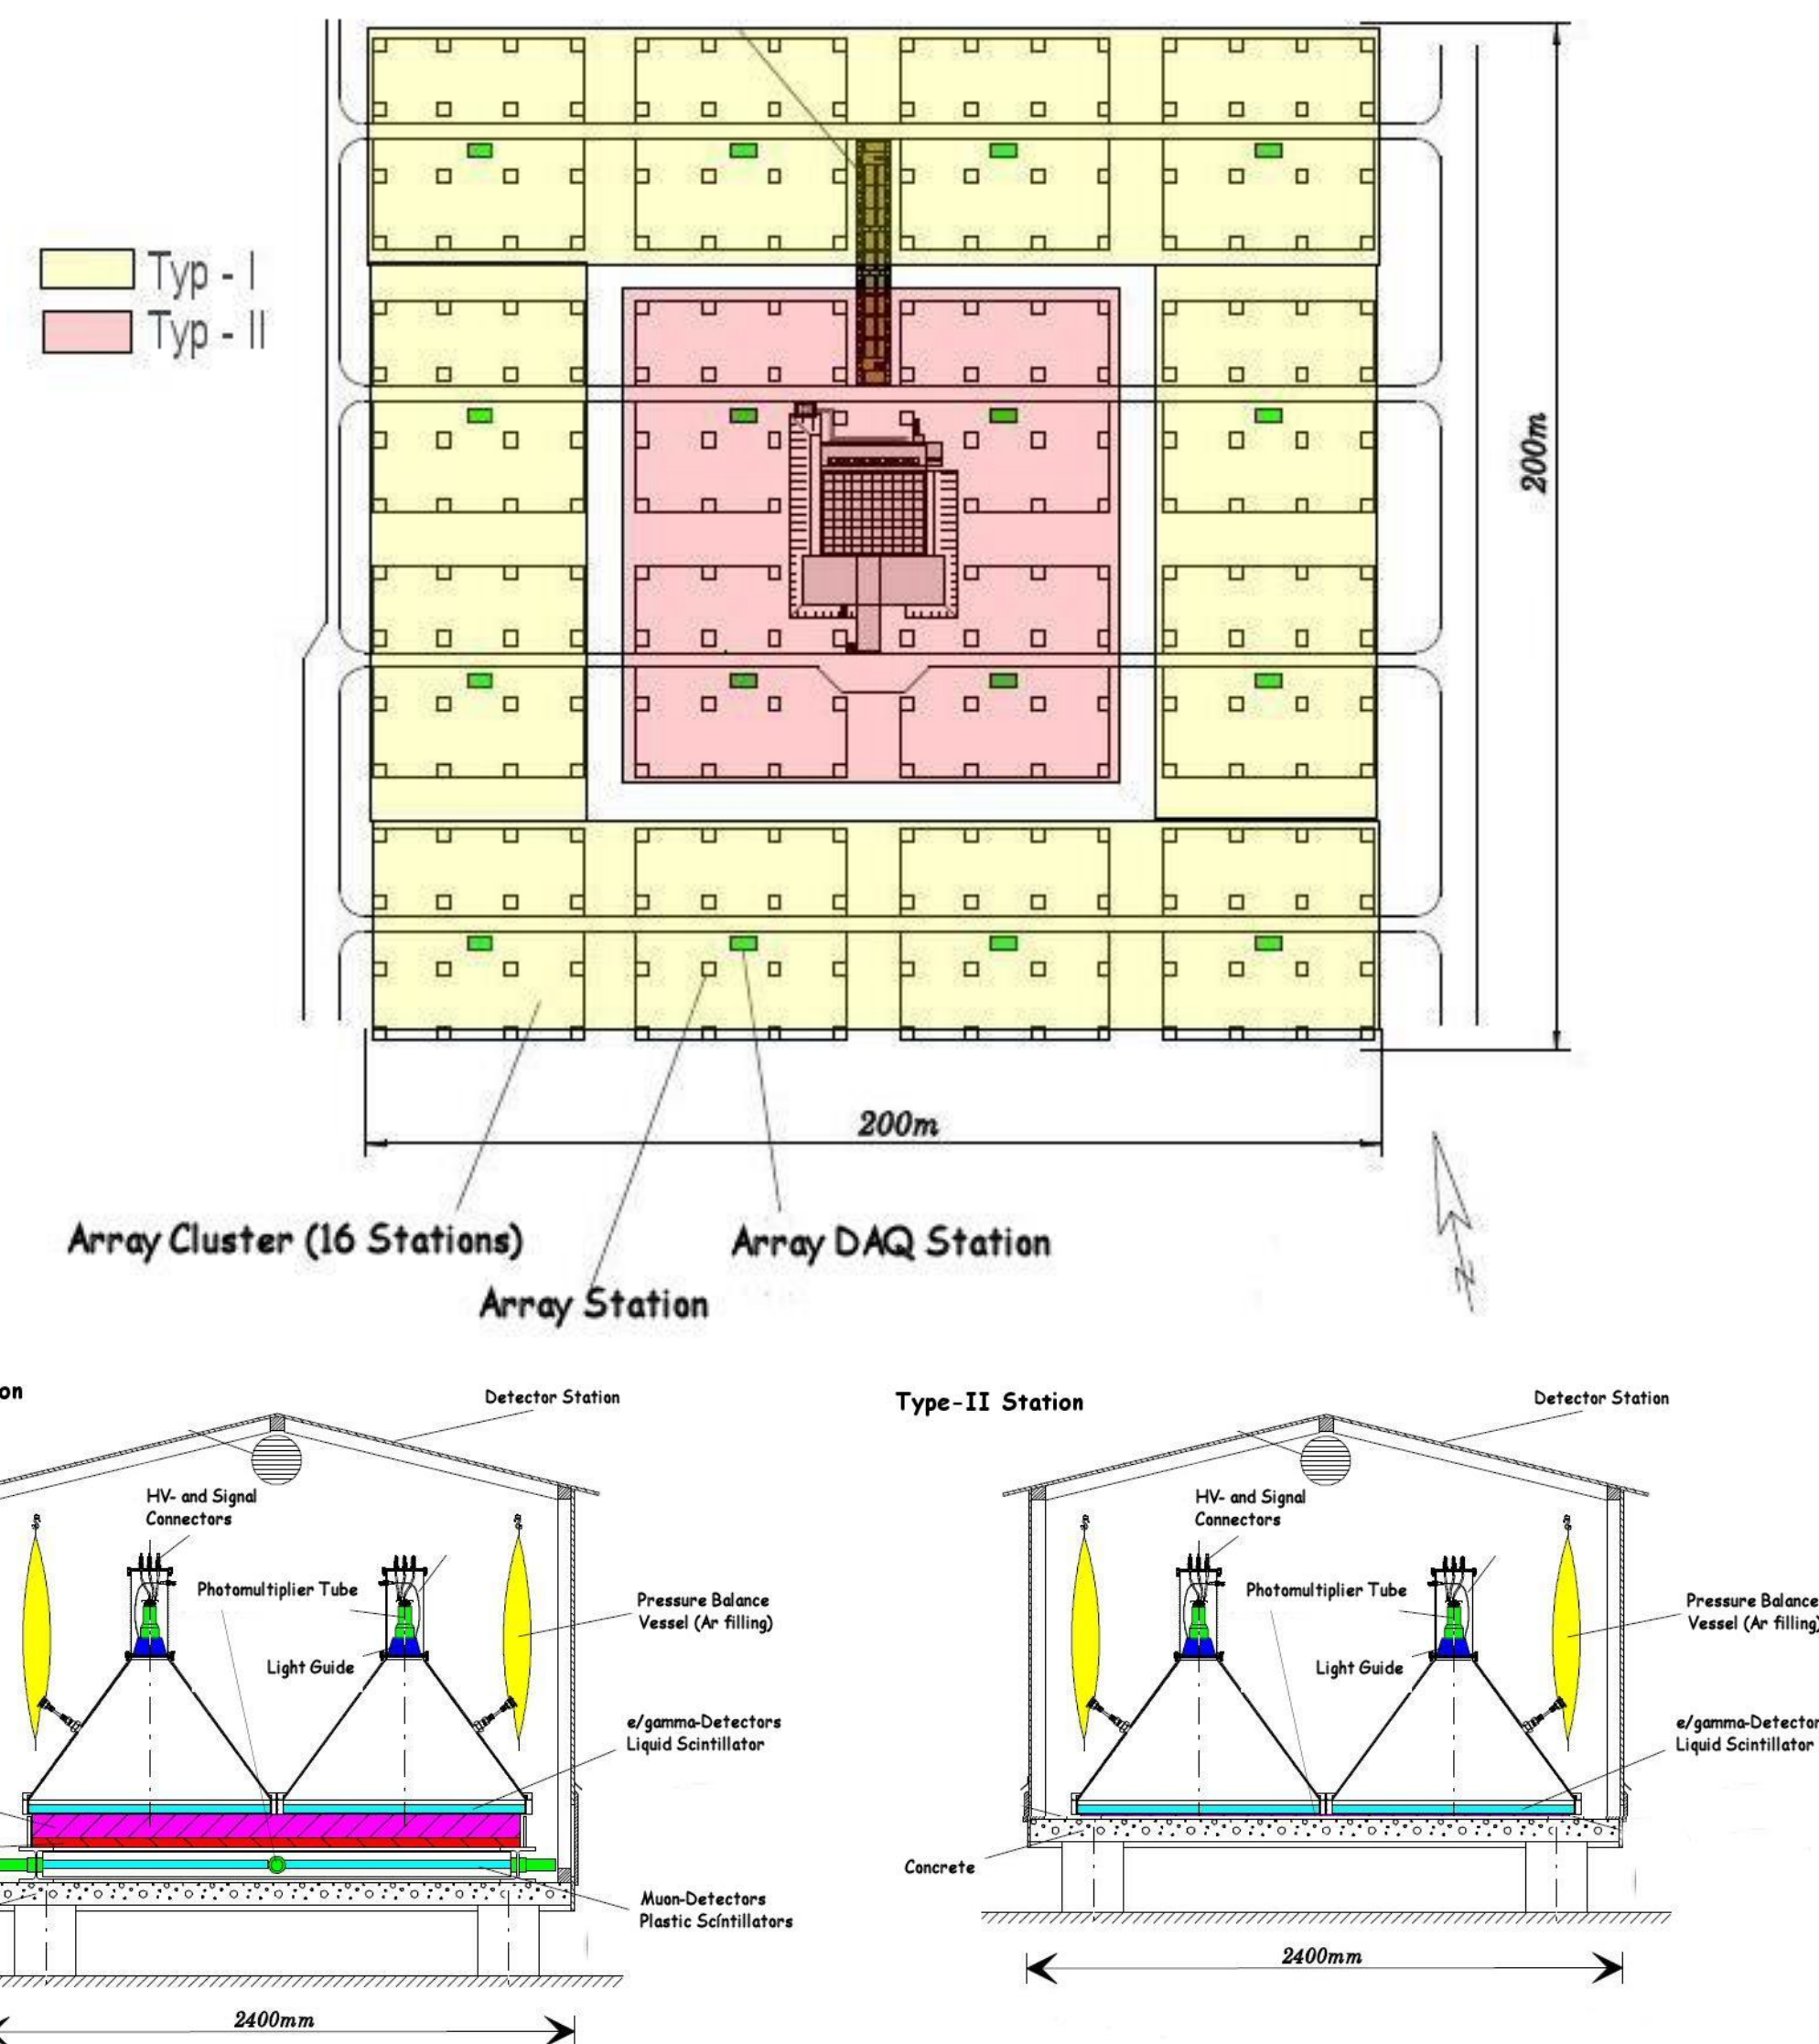 Typ - I
Typ - II
200m
200m
Array Cluster (16 Stations)
Array DAQ Station
Array Station
N
on
Detector Station
HV- and Signal
Connectors
Photomultiplier Tube
Pressure Balance
Vessel (Ar filling)
Light Guide
e/gamma-Detectors
Liquid Scintillator
Muon-Detectors
Plastic Scintillators
2400mm
Type-II Station
Detector Station
HV- and Signal
Connectors
Photomultiplier Tube
Pressure Balance
Vessel (Ar filling)
Light Guide
e/gamma-Detector
Liquid Scintillator
Concrete
2400mm